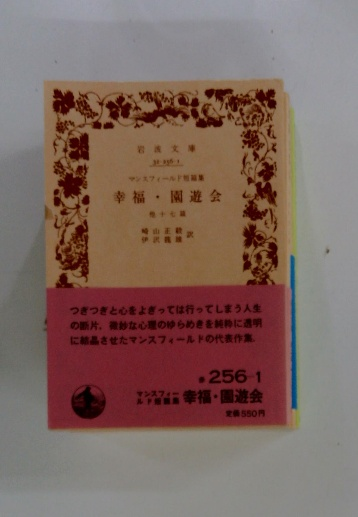 岩波文庫
32-256-1
マンスフィールド短篇集
幸福・園遊会
他十七篇
崎山正毅
伊沢龍雄 訳
つぎつぎと心をよぎっては行ってしまう人生
の断片、微妙な心理のゆらめきを純粋に透明
に結晶させたマンスフィールドの代表作集.
赤 256-1
マンスフィー
ルド短篇集 幸福・園遊会
定価550円